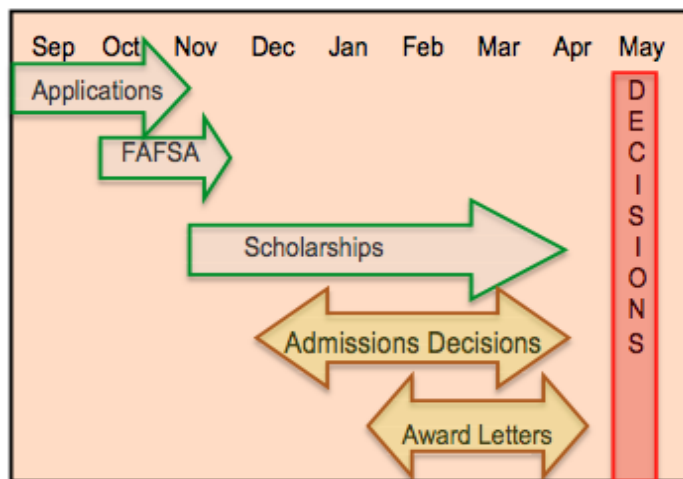 Sep Oct Nov Dec Jan Feb Mar Apr May
Applications
FAFSA
Scholarships
Admissions Decisions
Award Letters
DECISIONS